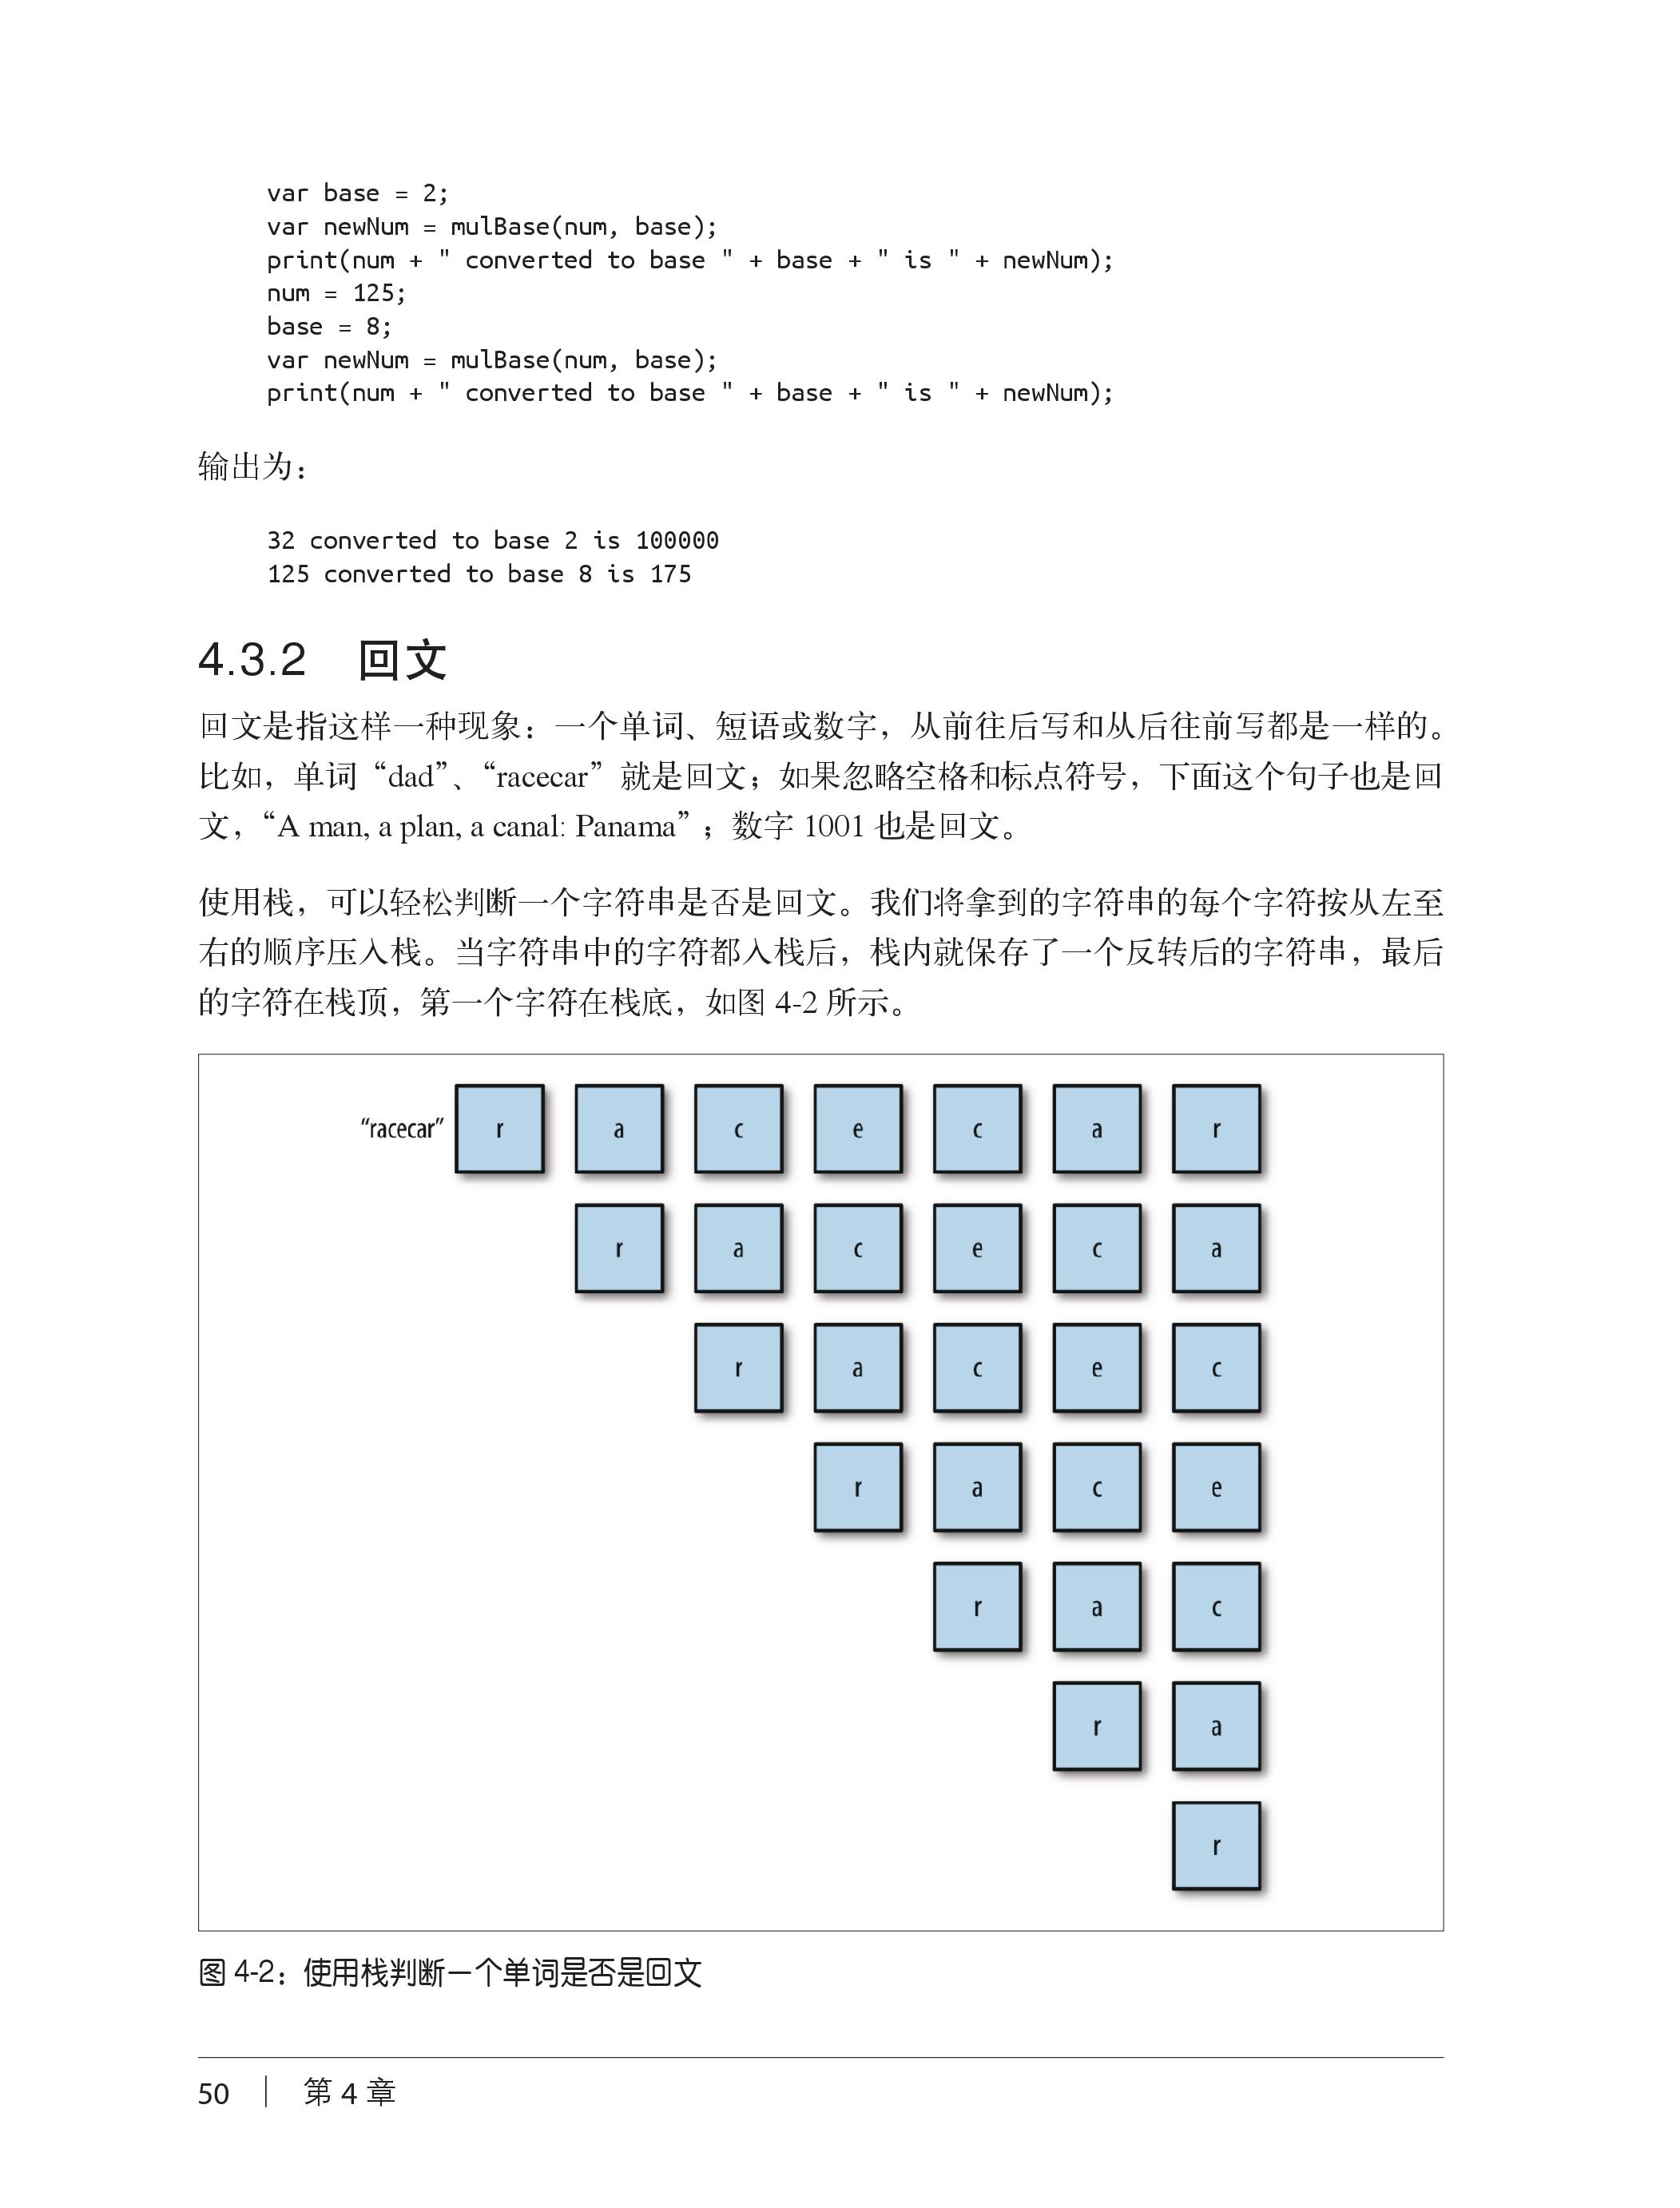 var base = 2;
var newNum = mulBase(num, base);
print(num + " converted to base " + base + " is " + newNum);
num = 125;
base = 8;
var newNum = mulBase(num, base);
print(num + " converted to base " + base + " is " + newNum);
输出为：
32 converted to base 2 is 100000
125 converted to base 8 is 175
4.3.2 回文
回文是指这样一种现象：一个单词、短语或数字，从前往后写和从后往前写都是一样的。
比如，单词“dad”、“racecar”就是回文；如果忽略空格和标点符号，下面这个句子也是回
文，“A man, a plan, a canal: Panama”；数字 1001 也是回文。
使用栈，可以轻松判断一个字符串是否是回文。我们将拿到的字符串的每个字符按从左至
右的顺序压入栈。当字符串中的字符都入栈后，栈内就保存了一个反转后的字符串，最后
的字符在栈顶，第一个字符在栈底，如图 4-2 所示。
“racecar” r a c e c a r
r a c e c a
r a c e c
r a c e
r a c
r a
r
图 4-2：使用栈判断一个单词是否是回文
50 | 第 4 章